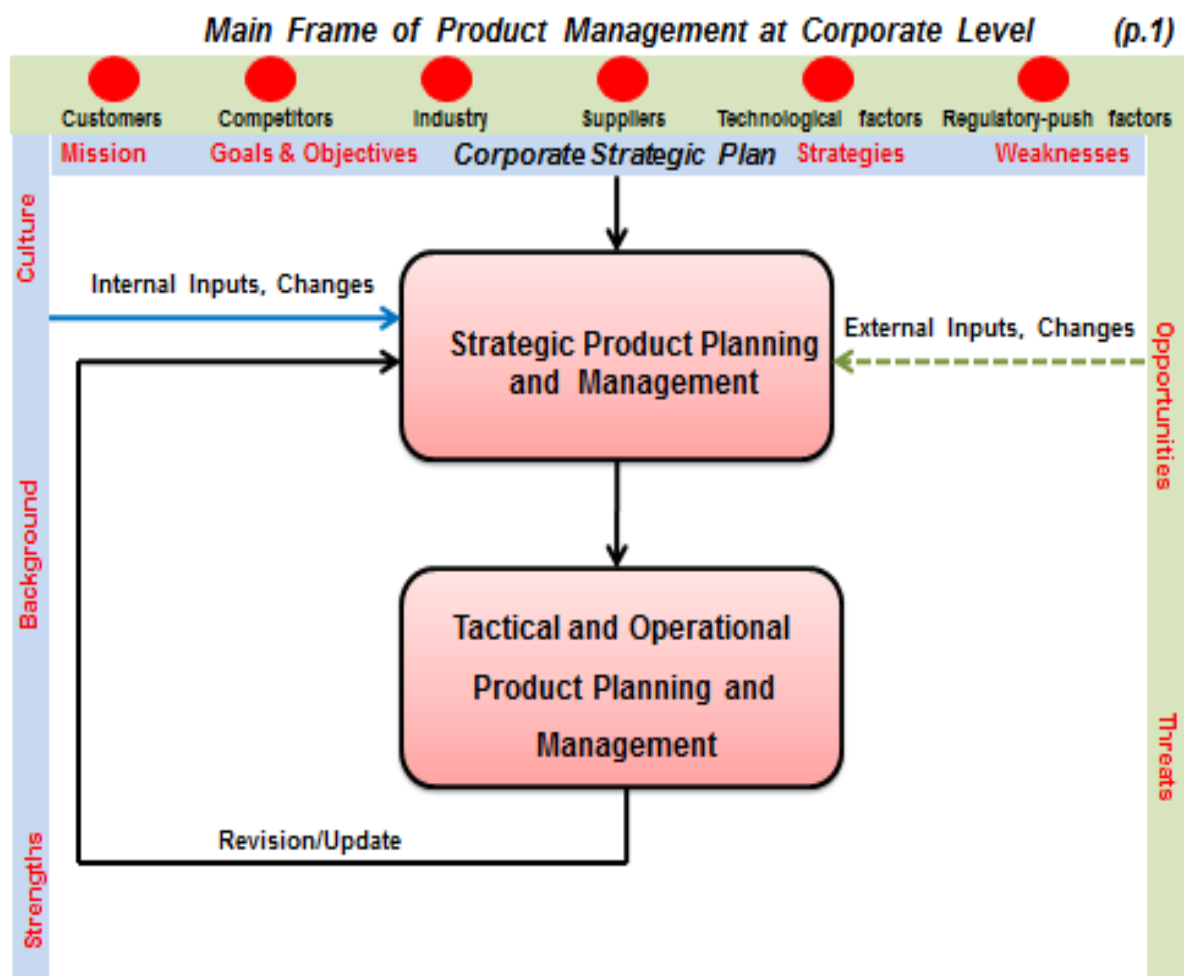 Main Frame of Product Management at Corporate Level (p.1)
Customers Competitors Industry Suppliers Technological factors Regulatory-push factors
Mission Goals & Objectives Corporate Strategic Plan Strategies Weaknesses
Culture
Background
Strengths
Internal Inputs, Changes
External Inputs, Changes
Strategic Product Planning
and Management
Tactical and Operational
Product Planning and
Management
Revision/Update
Opportunities
Threats